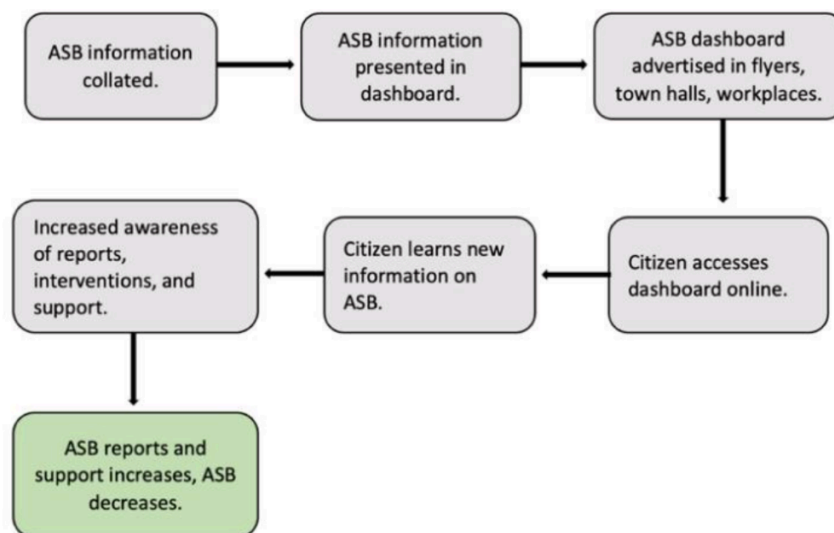 ASB information
collated.
ASB information
presented in
dashboard.
ASB dashboard
advertised in flyers,
town halls, workplaces.
Citizen accesses
dashboard online.
Citizen learns new
information on
ASB.
Increased awareness
of reports,
interventions, and
support.
ASB reports and
support increases, ASB
decreases.